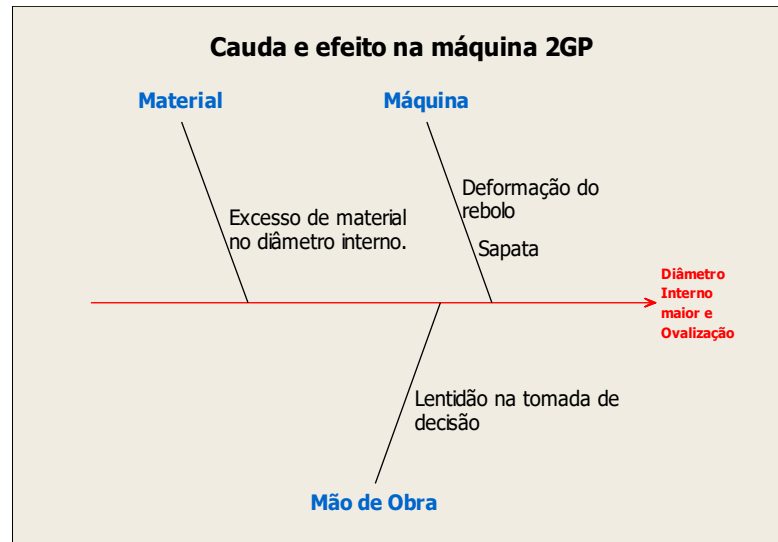 Cauda e efeito na máquina 2GP
Material
Máquina
Deformação do
rebolo
Excesso de material
no diâmetro interno.
Sapata
Diâmetro
Interno
maior e
Ovalização
Lentidão na tomada de
decisão
Mão de Obra